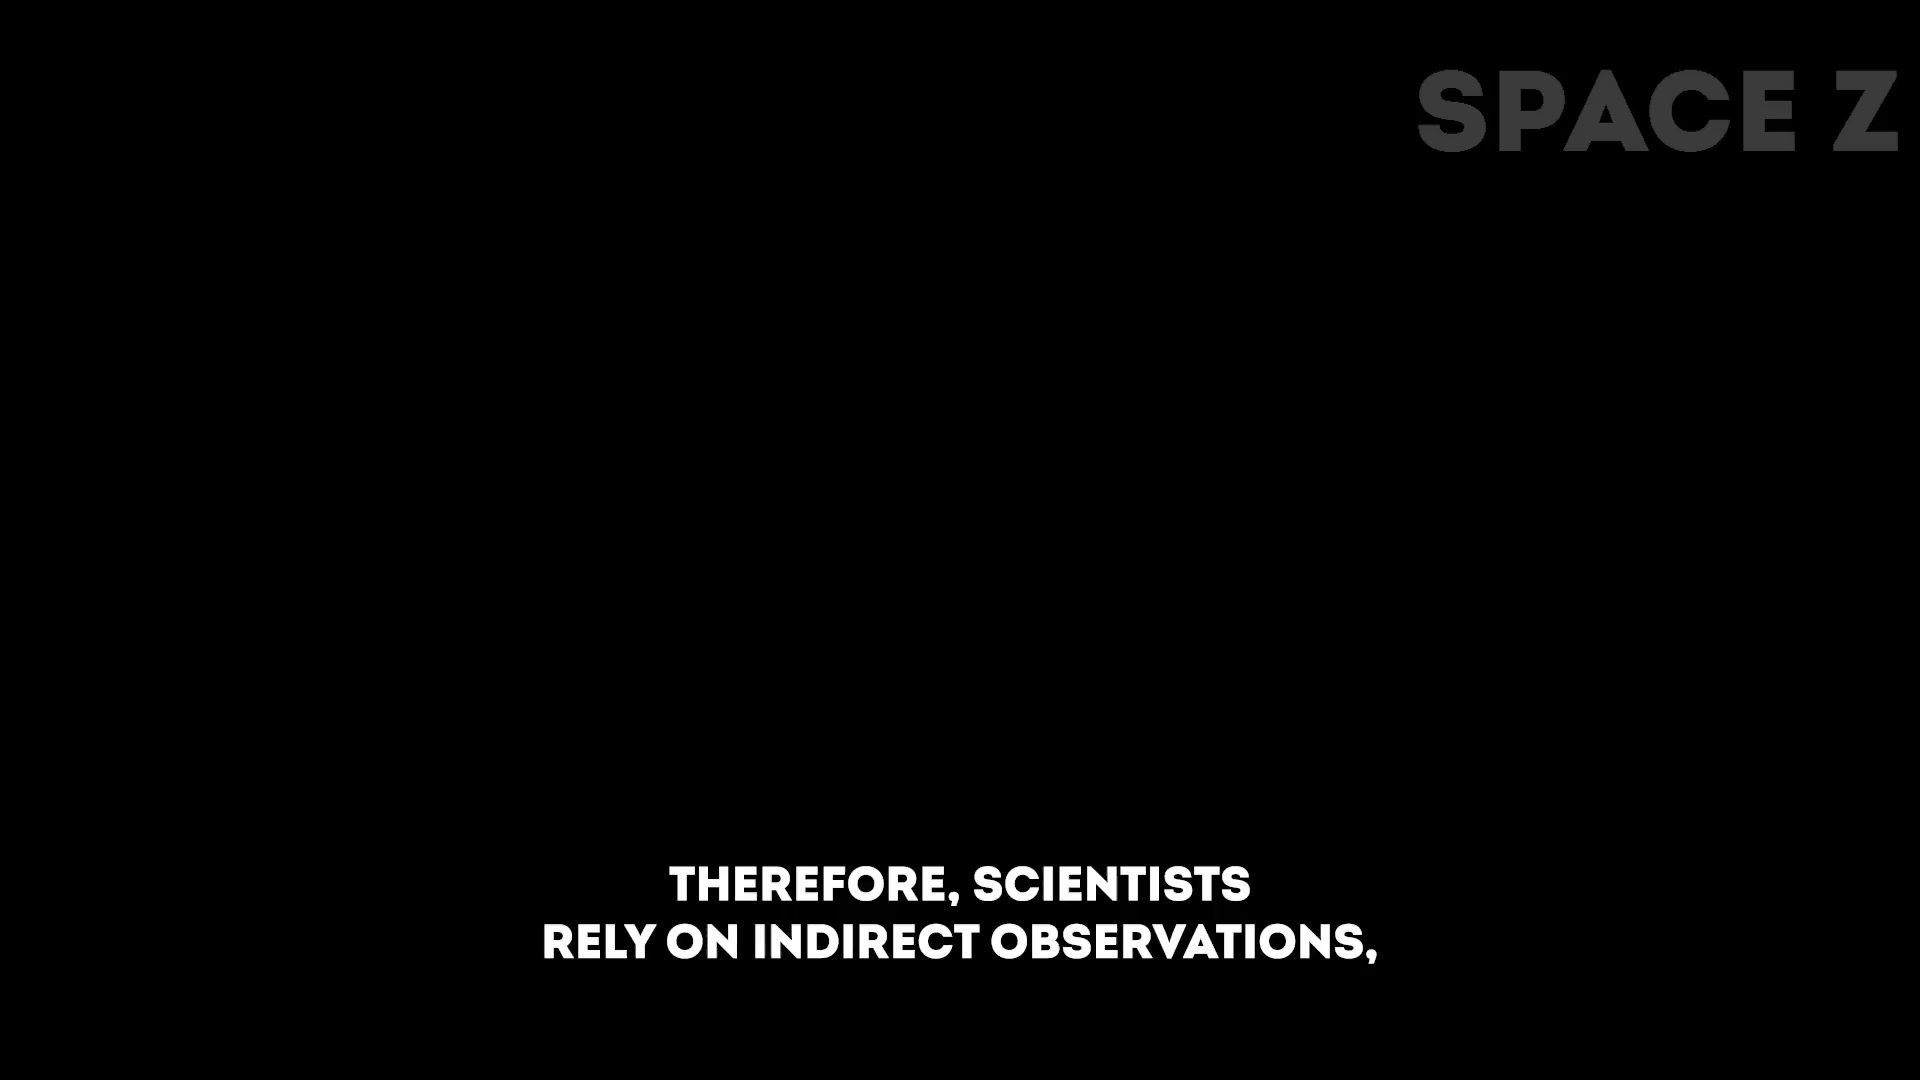 SPACE Z
THEREFORE, SCIENTISTS
RELY ON INDIRECT OBSERVATIONS,